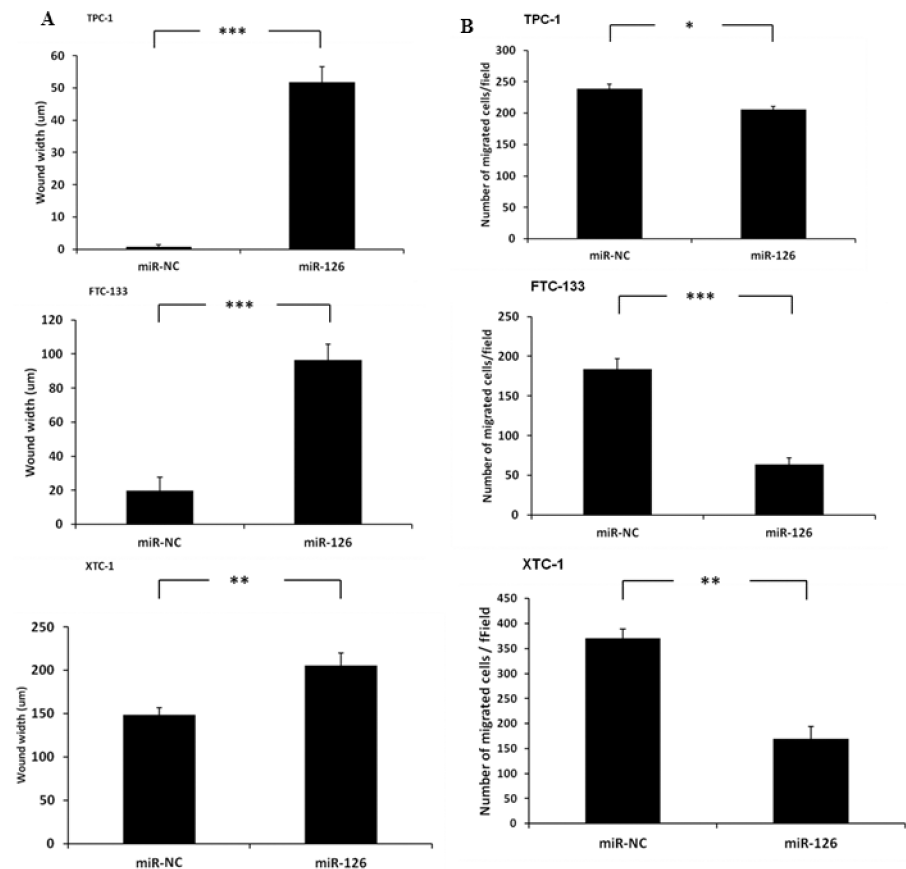 A
TPC-1
***
Wound width (um)
60
50
40
30
20
10
0
miR-NC miR-126
FTC-133
***
Wound width (um)
120
100
80
60
40
20
0
miR-NC miR-126
XTC-1
**
Wound width (um)
250
200
150
100
50
0
miR-NC miR-126
B
TPC-1
*
Number of migrated cells/field
300
250
200
150
100
50
0
miR-NC miR-126
FTC-133
***
Number of migrated cells/field
250
200
150
100
50
0
miR-NC miR-126
XTC-1
**
Number of migrated cells / fField
450
400
350
300
250
200
150
100
50
0
miR-NC miR-126